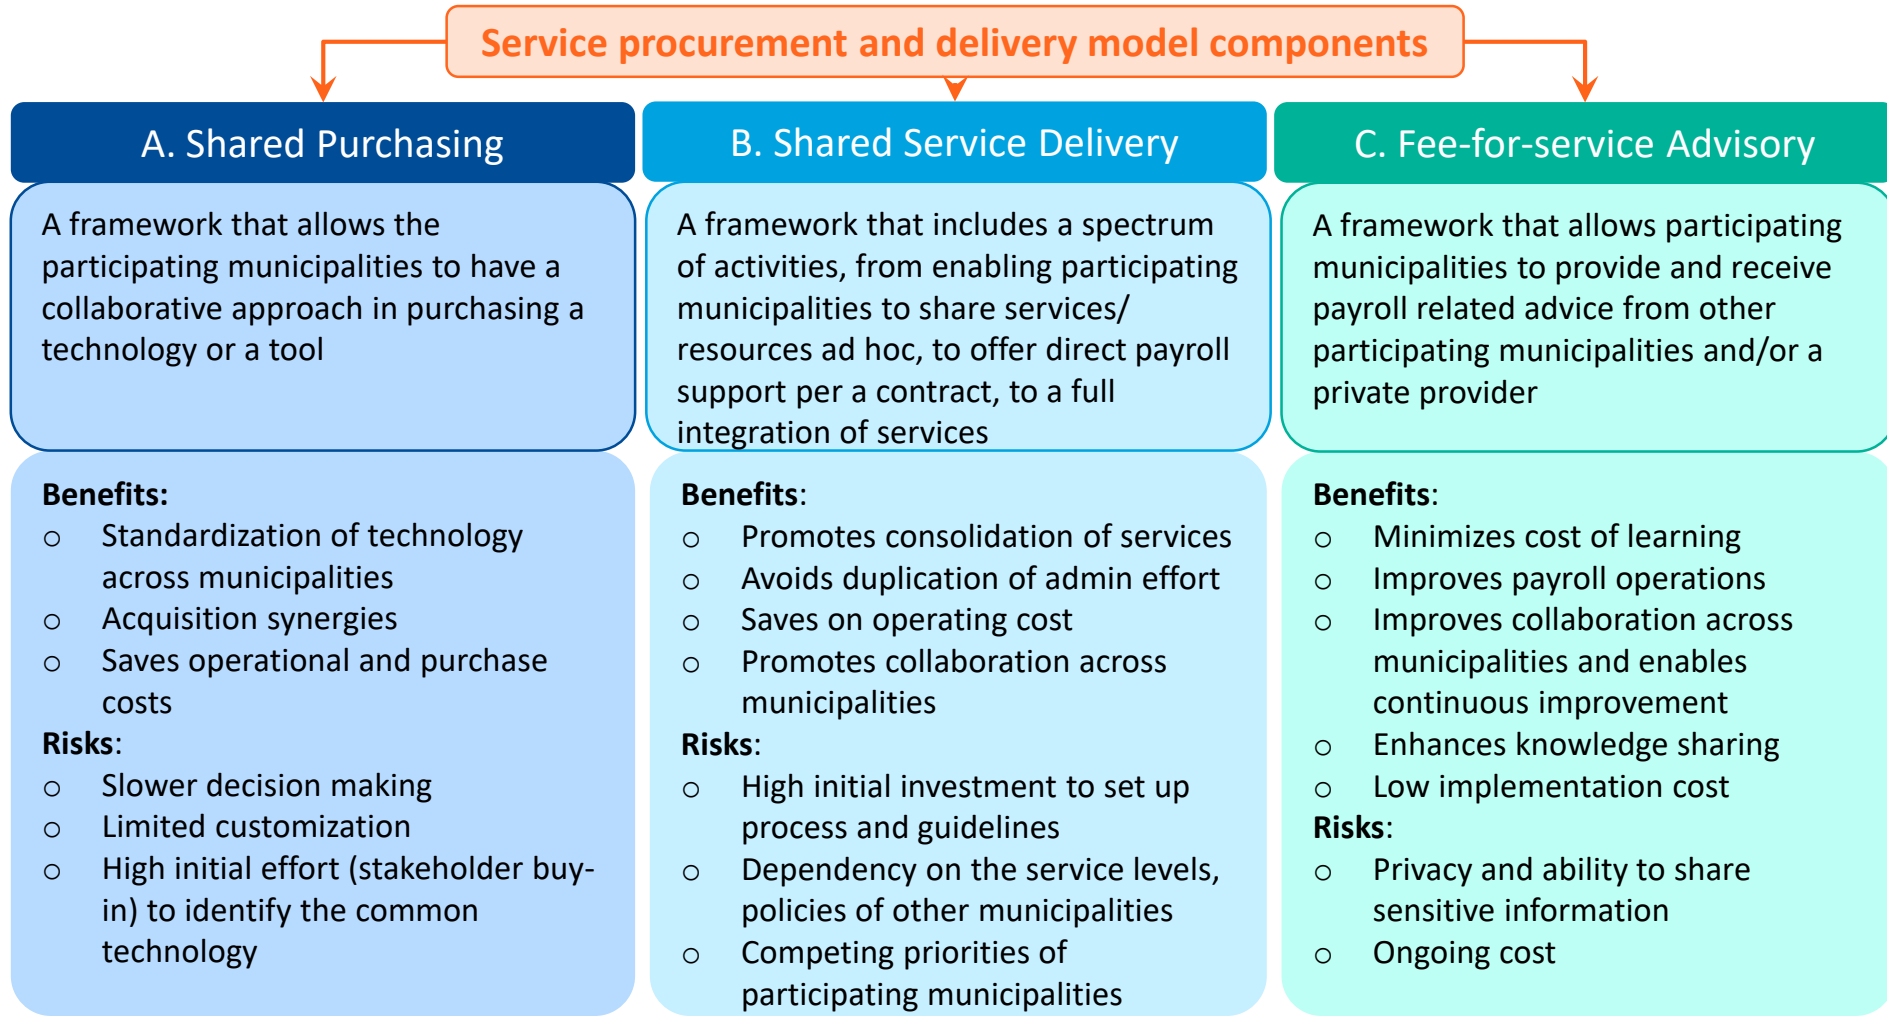 Service procurement and delivery model components
A. Shared Purchasing
A framework that allows the
participating municipalities to have a
collaborative approach in purchasing a
technology or a tool
Benefits:
o Standardization of technology
across municipalities
o Acquisition synergies
o Saves operational and purchase
costs
Risks:
o Slower decision making
o Limited customization
o High initial effort (stakeholder buy-
in) to identify the common
technology
B. Shared Service Delivery
A framework that includes a spectrum
of activities, from enabling participating
municipalities to share services/
resources ad hoc, to offer direct payroll
support per a contract, to a full
integration of services
Benefits:
o Promotes consolidation of services
o Avoids duplication of admin effort
o Saves on operating cost
o Promotes collaboration across
municipalities
Risks:
o High initial investment to set up
process and guidelines
o Dependency on the service levels,
policies of other municipalities
o Competing priorities of
participating municipalities
C. Fee-for-service Advisory
A framework that allows participating
municipalities to provide and receive
payroll related advice from other
participating municipalities and/or a
private provider
Benefits:
o Minimizes cost of learning
o Improves payroll operations
o Improves collaboration across
municipalities and enables
continuous improvement
o Enhances knowledge sharing
o Low implementation cost
Risks:
o Privacy and ability to share
sensitive information
o Ongoing cost